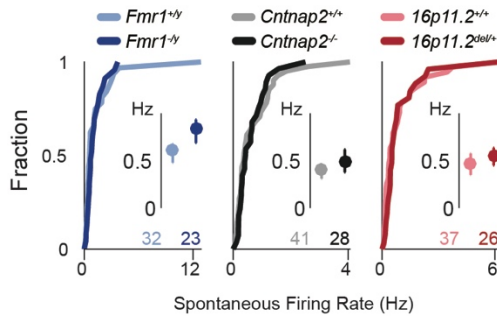 Fmr1+/y Cntnap2+/+ 16p11.2+/+
Fmr1-/y Cntnap2-/- 16p11.2del/+
1
Hz Hz Hz
Fraction
0.5 0.5 0.5 0.5
0 0 0
32 23 41 28 37 26
0
0 12 0 4 0 6
Spontaneous Firing Rate (Hz)